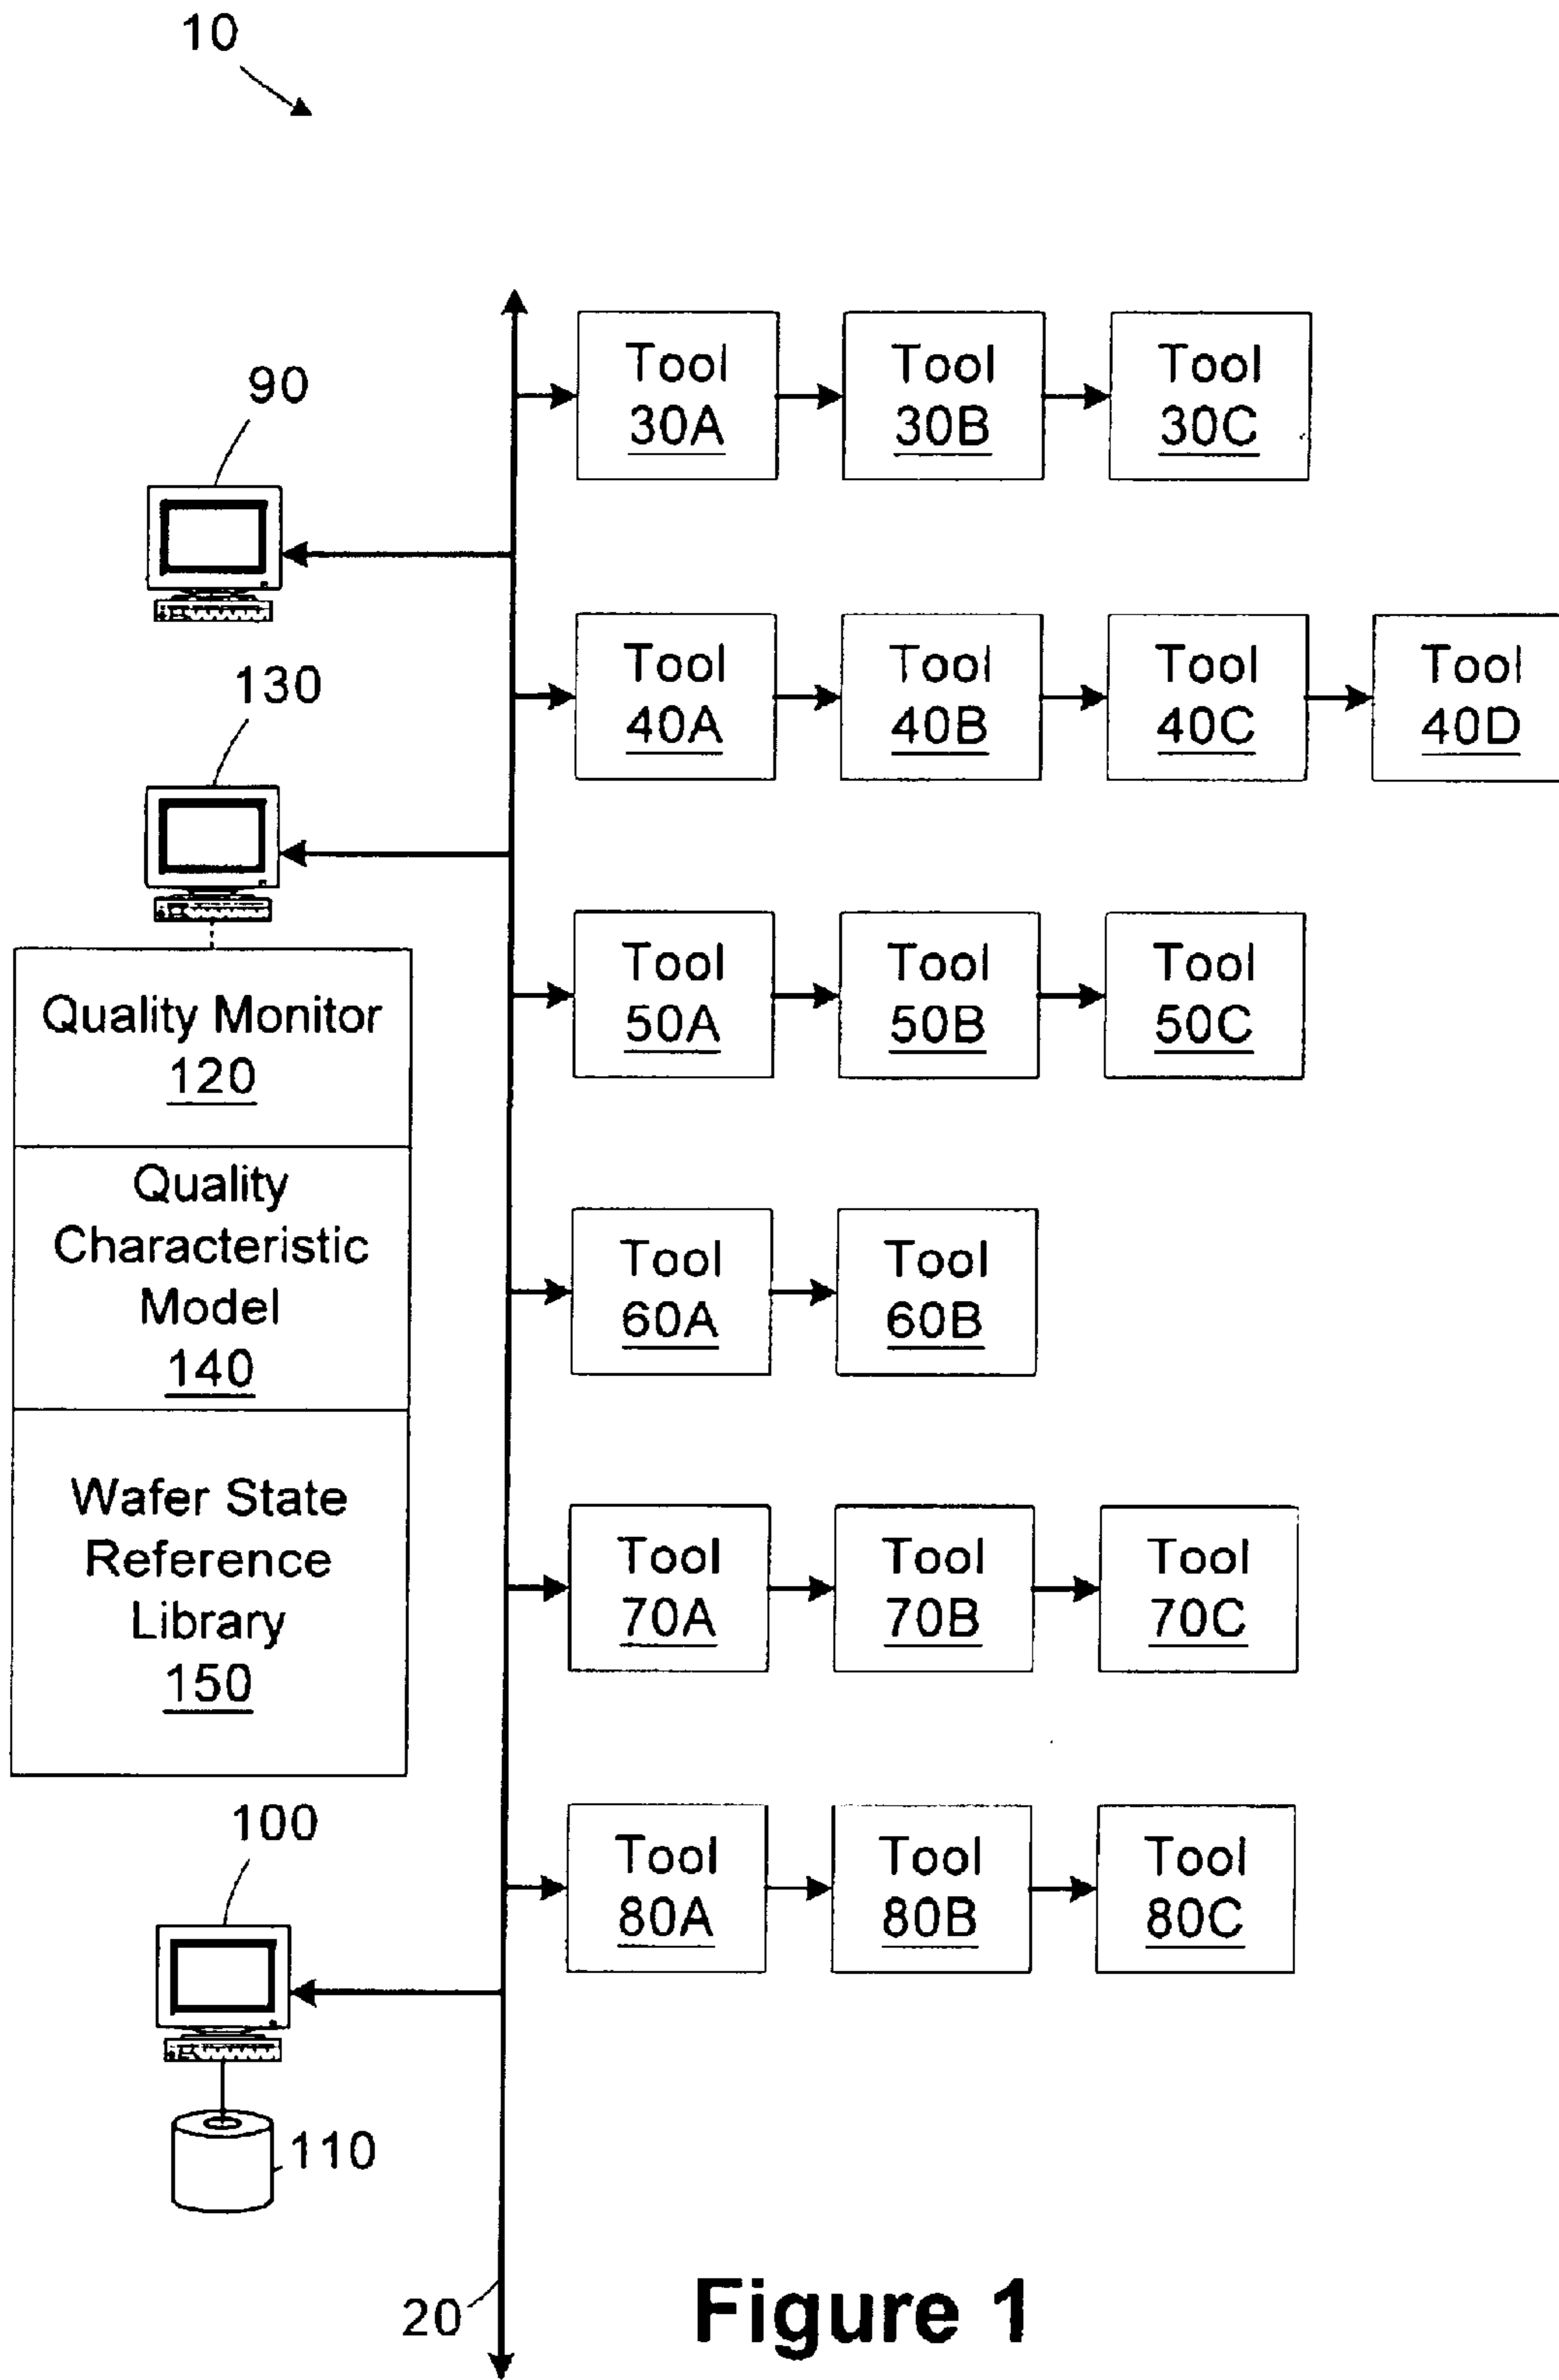 10
90
Tool
30A
Tool
30B
Tool
30C
130
Tool
40A
Tool
40B
Tool
40C
Tool
40D
Quality Monitor
120
Quality
Characteristic
Model
140
Wafer State
Reference
Library
150
Tool
50A
Tool
50B
Tool
50C
Tool
60A
Tool
60B
Tool
70A
Tool
70B
Tool
70C
100
Tool
80A
Tool
80B
Tool
80C
110
20
Figure 1